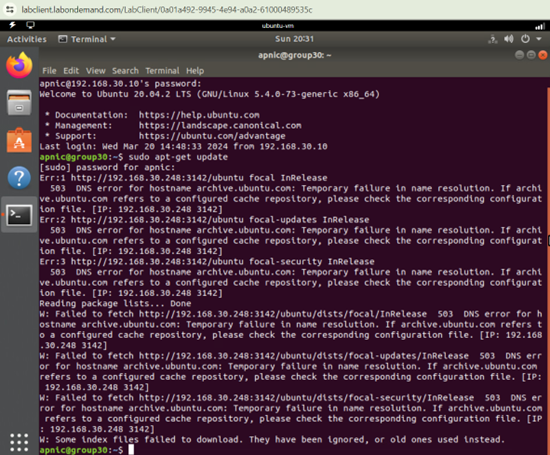 labclient.labondemand.com/LabClient/0a01a492-9945-4e94-a0a2-61000489535c
ubuntu-vm
Activities Terminal Sun 20:31
apnic@group30: ~
File Edit View Search Terminal Help
apnic@192.168.30.10's password:
Welcome to Ubuntu 20.04.2 LTS (GNU/Linux 5.4.0-73-generic x86_64)
* Documentation: https://help.ubuntu.com
* Management: https://landscape.canonical.com
* Support: https://ubuntu.com/advantage
Last login: Wed Mar 20 14:48:33 2024 from 192.168.30.10
apnic@group30:~$ sudo apt-get update
[sudo] password for apnic:
Err:1 http://192.168.30.248:3142/ubuntu focal InRelease
503 DNS error for hostname archive.ubuntu.com: Temporary failure in name resolution. If archi
ve.ubuntu.com refers to a configured cache repository, please check the corresponding configurat
ion file. [IP: 192.168.30.248 3142]
Err:2 http://192.168.30.248:3142/ubuntu focal-updates InRelease
503 DNS error for hostname archive.ubuntu.com: Temporary failure in name resolution. If archi
ve.ubuntu.com refers to a configured cache repository, please check the corresponding configurat
ion file. [IP: 192.168.30.248 3142]
Err:3 http://192.168.30.248:3142/ubuntu focal-security InRelease
503 DNS error for hostname archive.ubuntu.com: Temporary failure in name resolution. If archi
ve.ubuntu.com refers to a configured cache repository, please check the corresponding configurat
ion file. [IP: 192.168.30.248 3142]
Reading package lists... Done
W: Failed to fetch http://192.168.30.248:3142/ubuntu/dists/focal/InRelease 503 DNS error for h
ostname archive.ubuntu.com: Temporary failure in name resolution. If archive.ubuntu.com refers t
o a configured cache repository, please check the corresponding configuration file. [IP: 192.168
.30.248 3142]
W: Failed to fetch http://192.168.30.248:3142/ubuntu/dists/focal-updates/InRelease 503 DNS err
or for hostname archive.ubuntu.com: Temporary failure in name resolution. If archive.ubuntu.com
refers to a configured cache repository, please check the corresponding configuration file. [IP:
192.168.30.248 3142]
W: Failed to fetch http://192.168.30.248:3142/ubuntu/dists/focal-security/InRelease 503 DNS er
ror for hostname archive.ubuntu.com: Temporary failure in name resolution. If archive.ubuntu.com
refers to a configured cache repository, please check the corresponding configuration file. [IP
: 192.168.30.248 3142]
W: Some index files failed to download. They have been ignored, or old ones used instead.
apnic@group30:~$